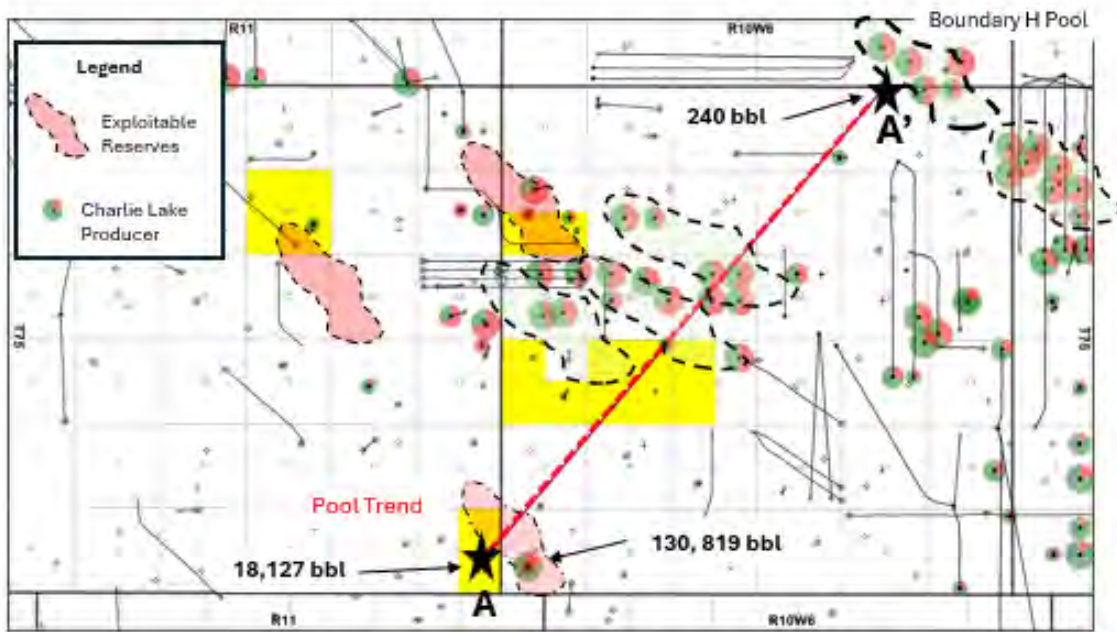 Boundary H Pool
R11
R10W6
Legend
Exploitable
Reserves
Charlie Lake
Producer
240 bbl
A'
T75
T75
Pool Trend
130, 819 bbl
18,127 bbl
A
R11
R10W6